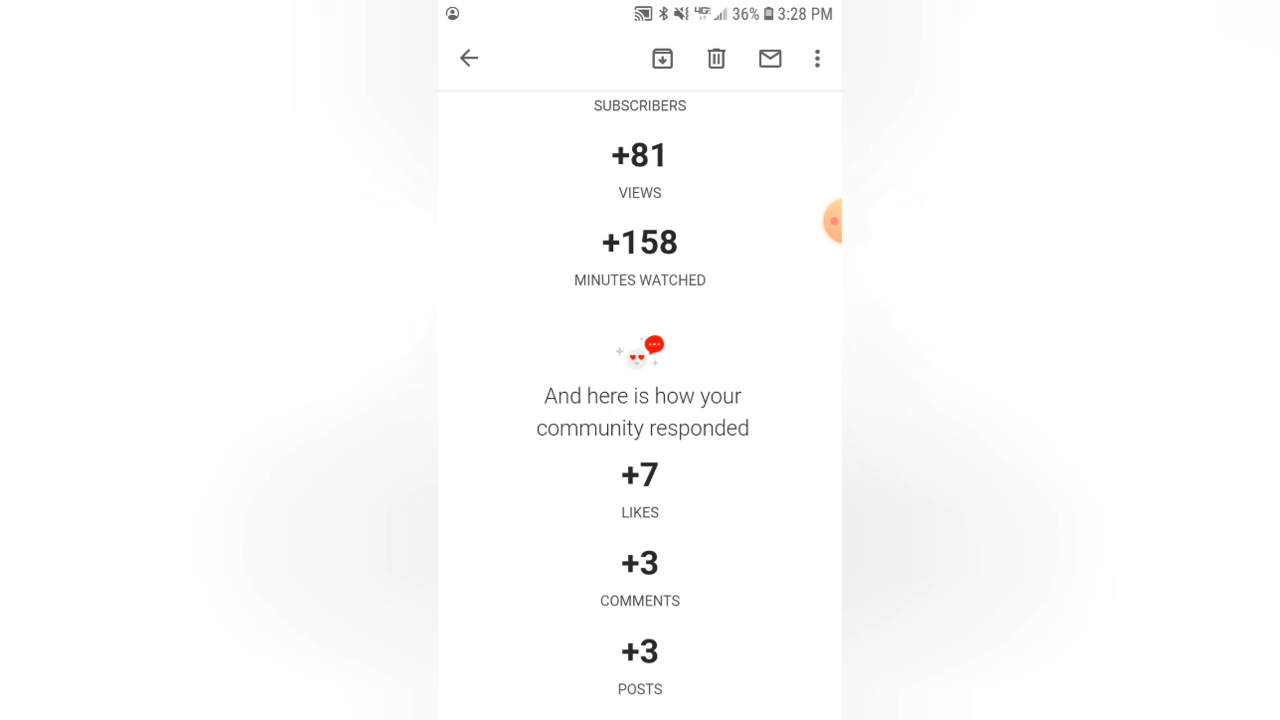 4GE 36% 3:28 PM
SUBSCRIBERS
+81
VIEWS
+158
MINUTES WATCHED
And here is how your
community responded
+7
LIKES
+3
COMMENTS
+3
POSTS